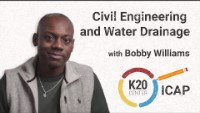 Civil Engineering
and Water Drainage
with Bobby Williams
K20
CENTER
ICAP